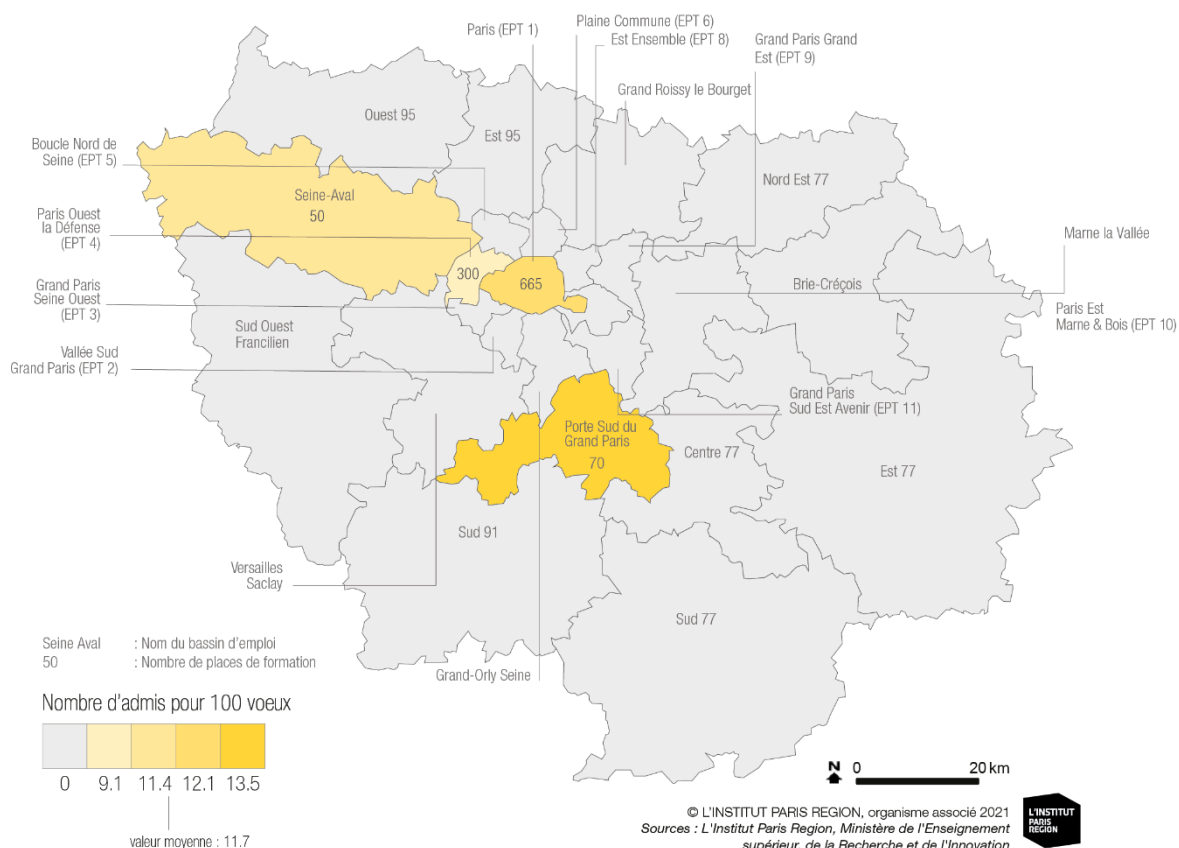 Paris (EPT 1)
Plaine Commune (EPT 6)
Est Ensemble (EPT 8)
Grand Paris Grand
Est (EPT 9)
Grand Roissy le Bourget
Ouest 95
Est 95
Boucle Nord de
Seine (EPT 5)
Nord Est 77
Seine-Aval
50
Paris Ouest
la Défense
(EPT 4)
Marne la Vallée
300
665
Brie-Créçois
Grand Paris
Seine Ouest
(EPT 3)
Paris Est
Marne & Bois (EPT 10)
Sud Ouest
Francilien
Vallée Sud
Grand Paris (EPT 2)
Grand Paris
Sud Est Avenir (EPT 11)
Porte Sud du
Grand Paris
70
Centre 77
Est 77
Sud 91
Versailles
Saclay
Sud 77
Grand-Orly Seine
Seine Aval : Nom du bassin d'emploi
50 : Nombre de places de formation
Nombre d'admis pour 100 voeux
0 9.1 11.4 12.1 13.5
valeur moyenne : 11.7
N 0 20 km
© L'INSTITUT PARIS REGION, organisme associé 2021
Sources : L'Institut Paris Region, Ministère de l'Enseignement
supérieur, de la Recherche et de l'Innovation
L'INSTITUT
PARIS
REGION